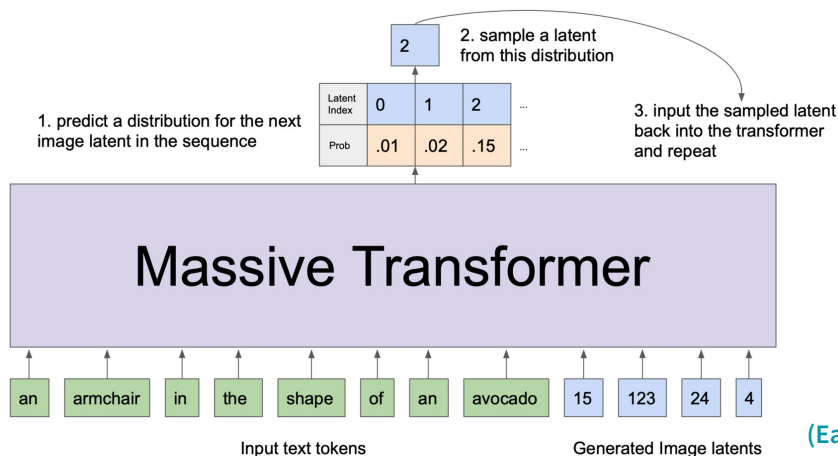 2
2. sample a latent
from this distribution
1. predict a distribution for the next
image latent in the sequence
Latent Index 0 1 2 ...
Prob .01 .02 .15 ...
3. input the sampled latent
back into the transformer
and repeat
Massive Transformer
an armchair in the shape of an avocado 15 123 24 4
Input text tokens Generated Image latents
(Ea